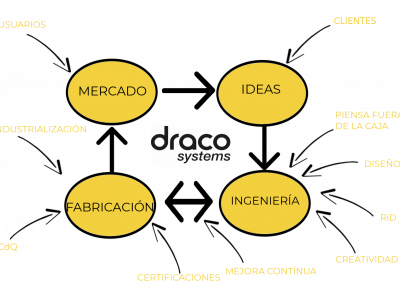 USUARIOS
CLIENTES
MERCADO
IDEAS
PIENSA FUERA
DE LA CAJA
INDUSTRIALIZACIÓN
draco
systems
DISEÑO
FABRICACIÓN
INGENIERÍA
RiD
CdQ
CREATIVIDAD
MEJORA CONTÍNUA
CERTIFICACIONES